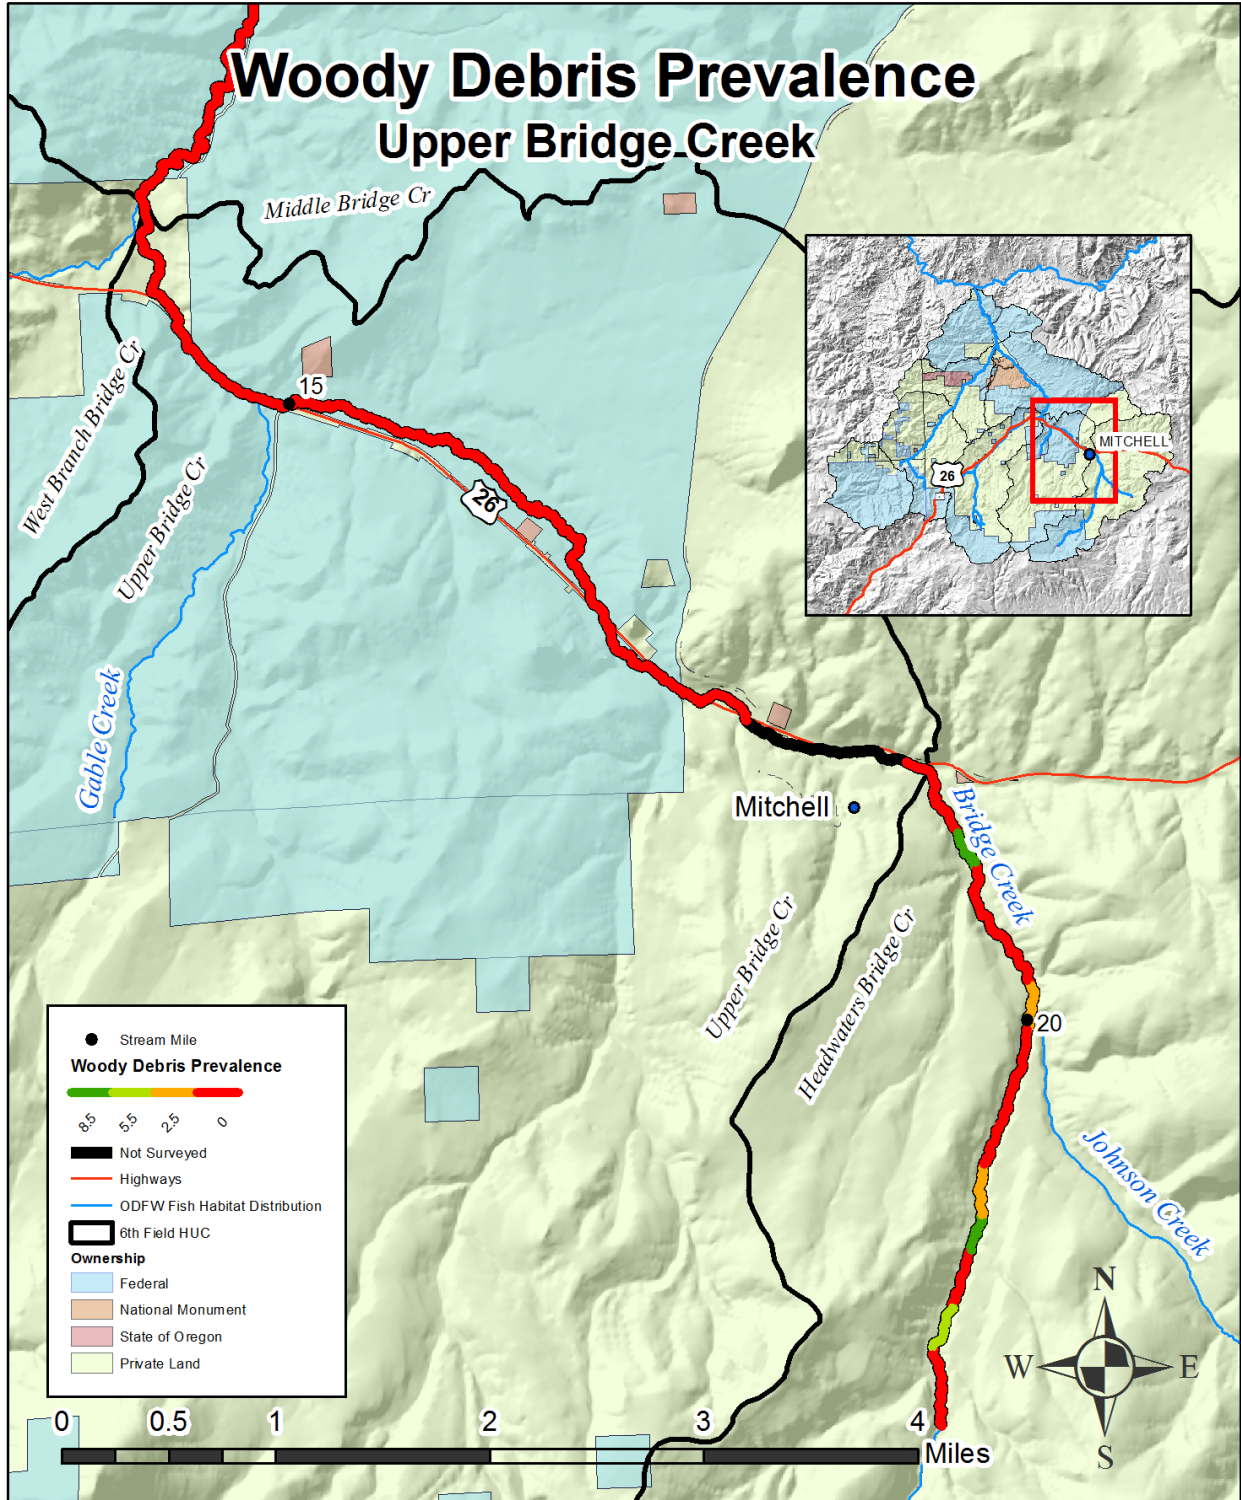 Woody Debris Prevalence
Upper Bridge Creek
Middle Bridge Cr
MITCHELL
26
15
West Branch Bridge Cr
Upper Bridge Cr
26
Gable Creek
Mitchell
Bridge Creek
Upper Bridge Cr
Headwaters Bridge Cr
20
Johnson Creek
Stream Mile
Woody Debris Prevalence
8.5 5.5 2.5 0
Not Surveyed
Highways
ODFW Fish Habitat Distribution
6th Field HUC
Ownership
Federal
National Monument
State of Oregon
Private Land
N
W E
S
0 0.5 1 2 3 4
Miles